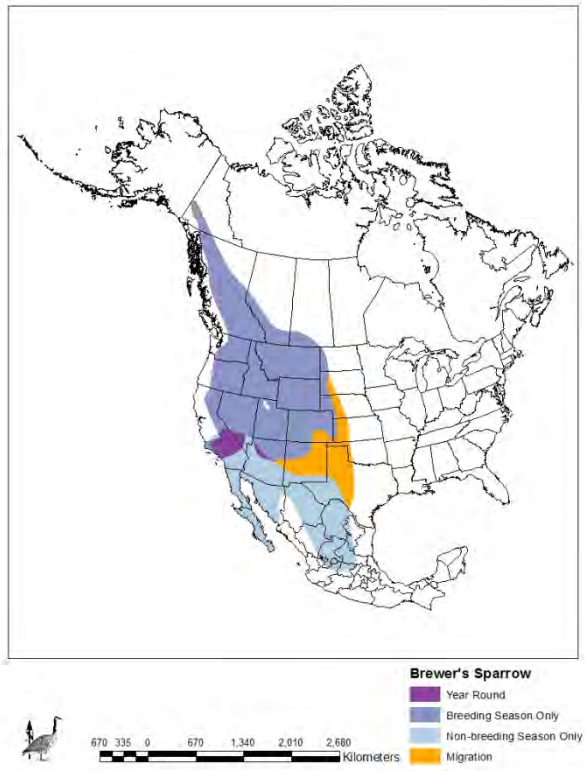 Brewer's Sparrow
Year Round
Breeding Season Only
Non-breeding Season Only
Migration
670 335 0 670 1,340 2,010 2,680
Kilometers